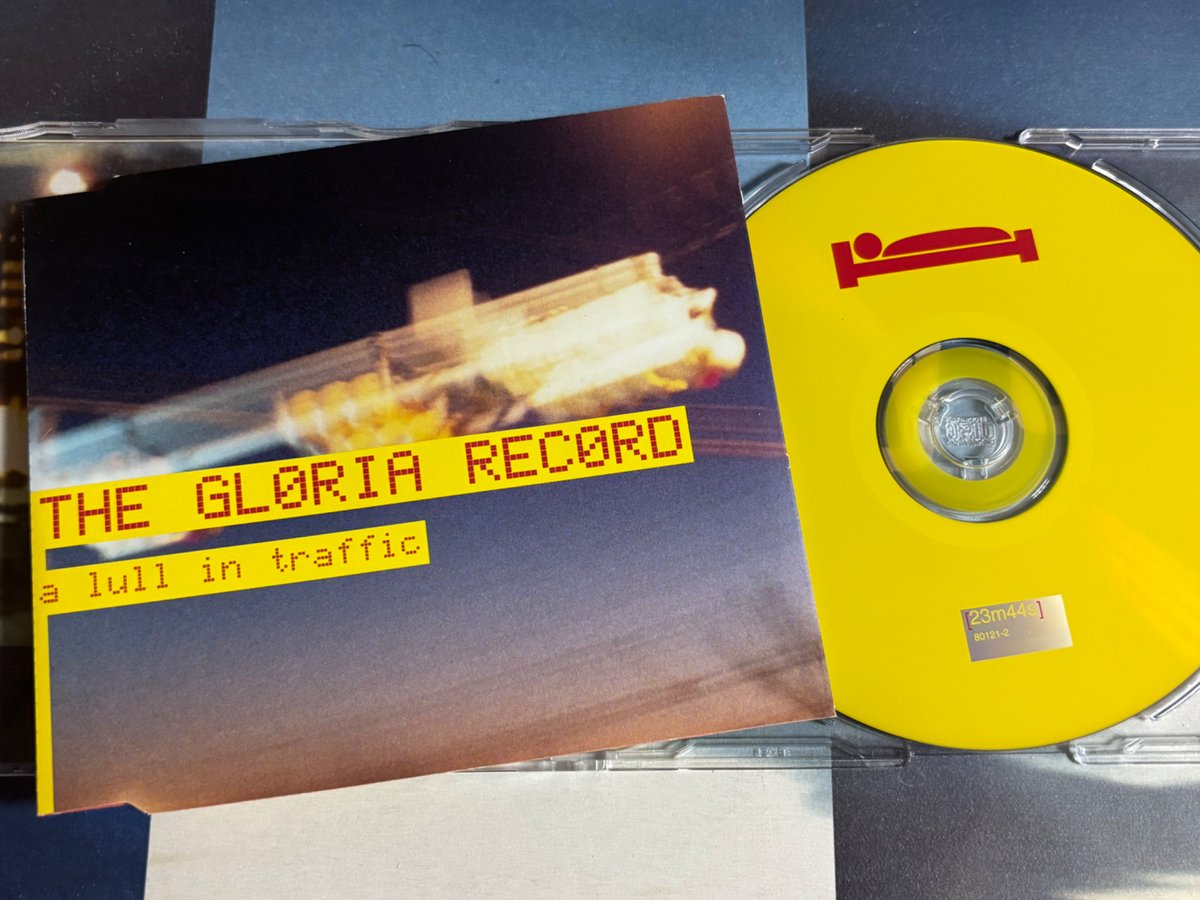 THE GLØRIA RECØRD
a lull in traffic
[23m44s]
80121-2